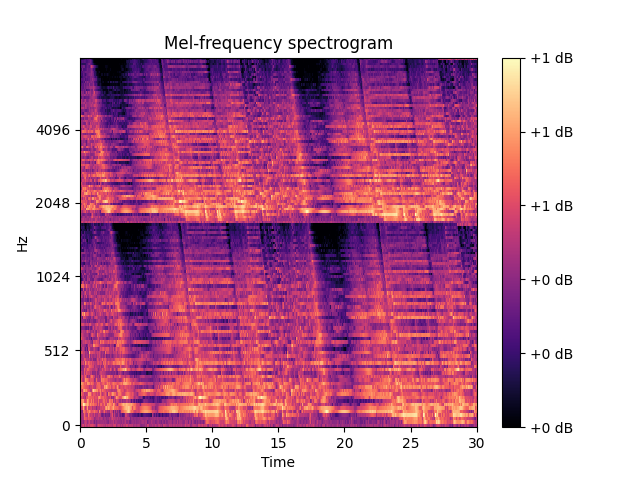 Mel-frequency spectrogram
Hz
4096
2048
1024
512
0
0 5 10 15 20 25 30
Time
+1 dB
+1 dB
+1 dB
+0 dB
+0 dB
+0 dB